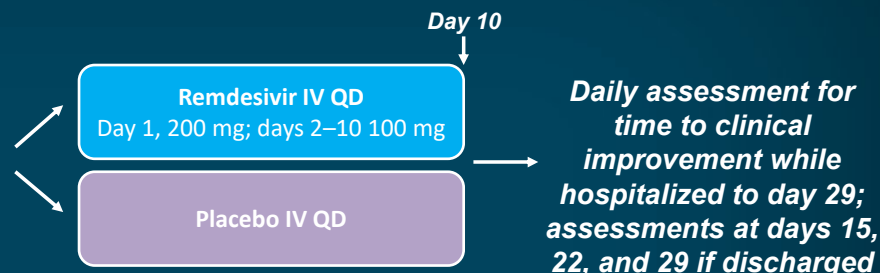 Day 10
Remdesivir IV QD
Day 1, 200 mg; days 2–10 100 mg
Placebo IV QD
Daily assessment for
time to clinical
improvement while
hospitalized to day 29;
assessments at days 15,
22, and 29 if discharged